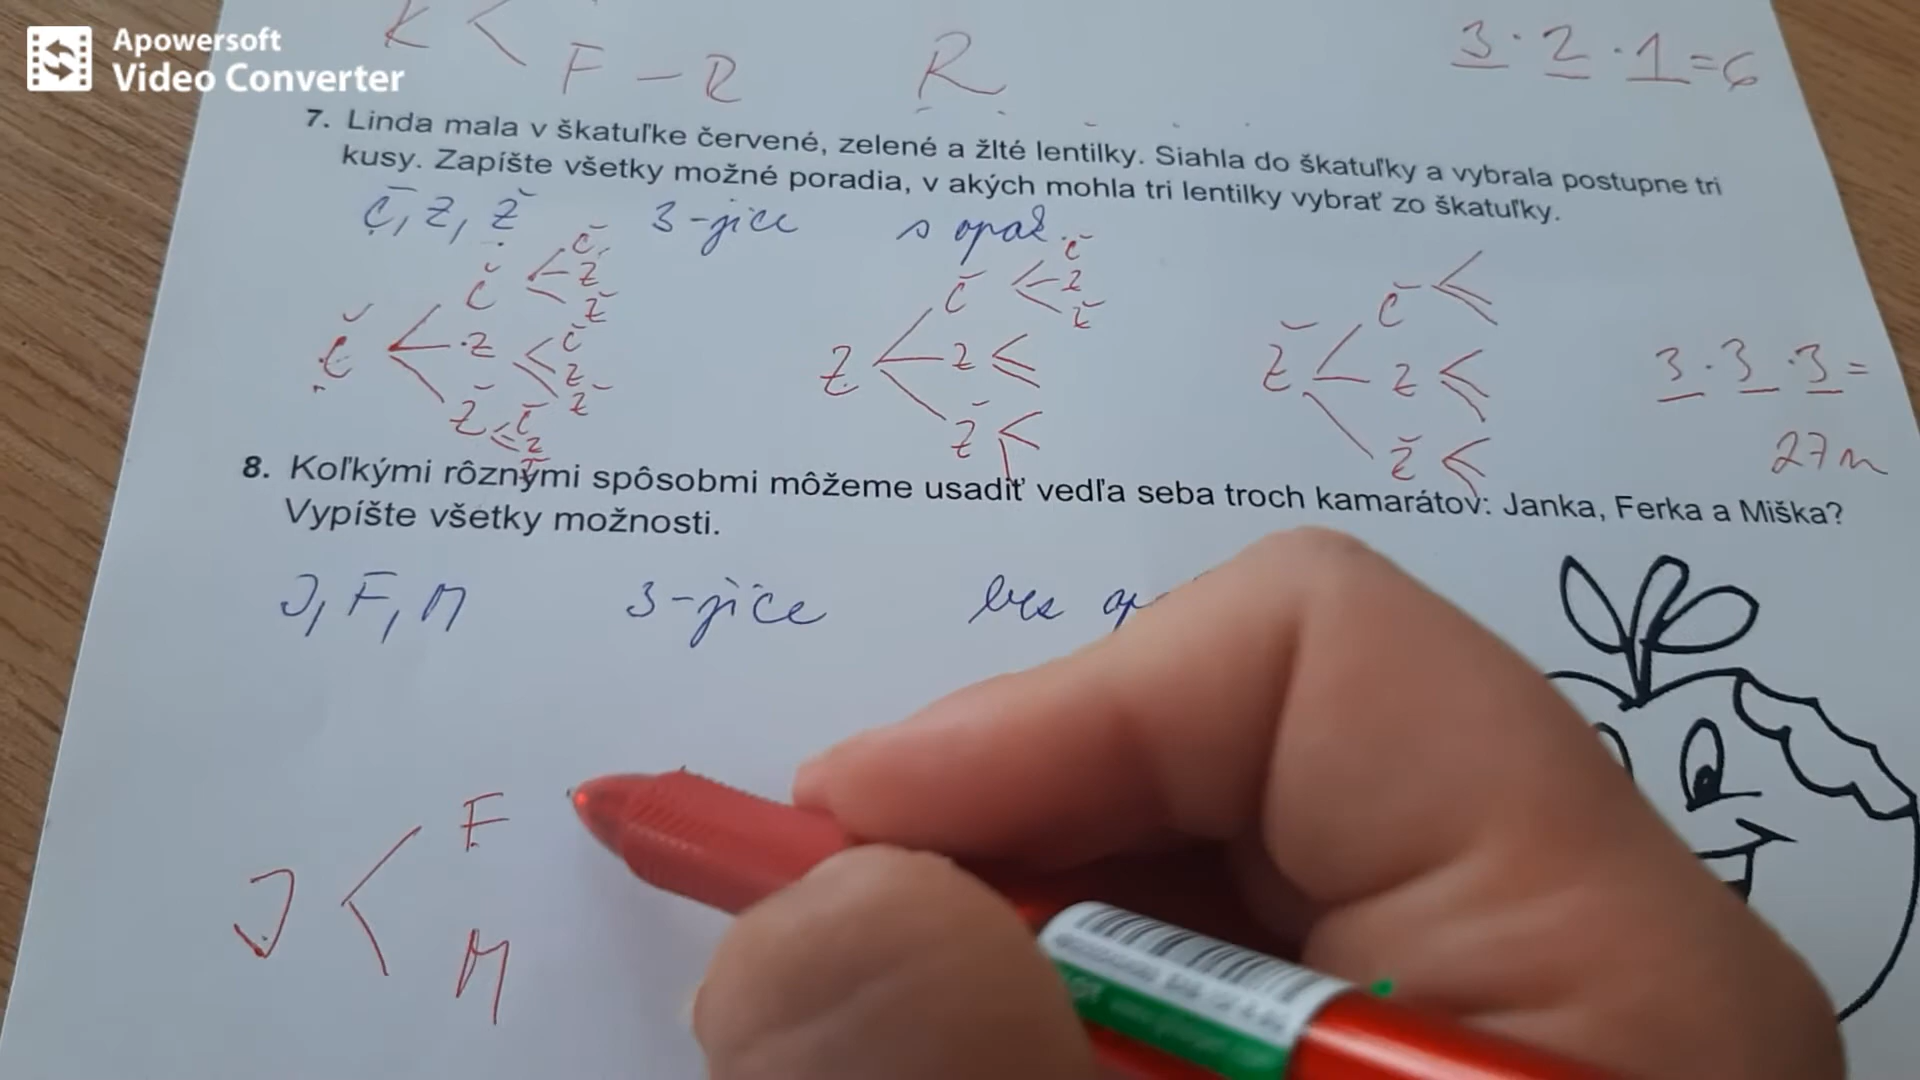 Apowersoft
Video Converter
K < F - R R 3 · 2 · 1 = 6
7. Linda mala v škatuľke červené, zelené a žlté lentilky. Siahla do škatuľky a vybrala postupne tri
kusy. Zapíšte všetky možné poradia, v akých mohla tri lentilky vybrať zo škatuľky.
Č, Z, Ž 3-jice s opak.
Č < Č < Č Z Ž
Z < Č Z Ž
Ž < Č Z Ž
Z < Č < Č Z Ž
Z <
Ž <
Ž < Č <
Z <
Ž <
3 · 3 · 3 =
27 m
8. Koľkými rôznymi spôsobmi môžeme usadiť vedľa seba troch kamarátov: Janka, Ferka a Miška?
Vypíšte všetky možnosti.
J, F, M 3-jice bez
J < F
M